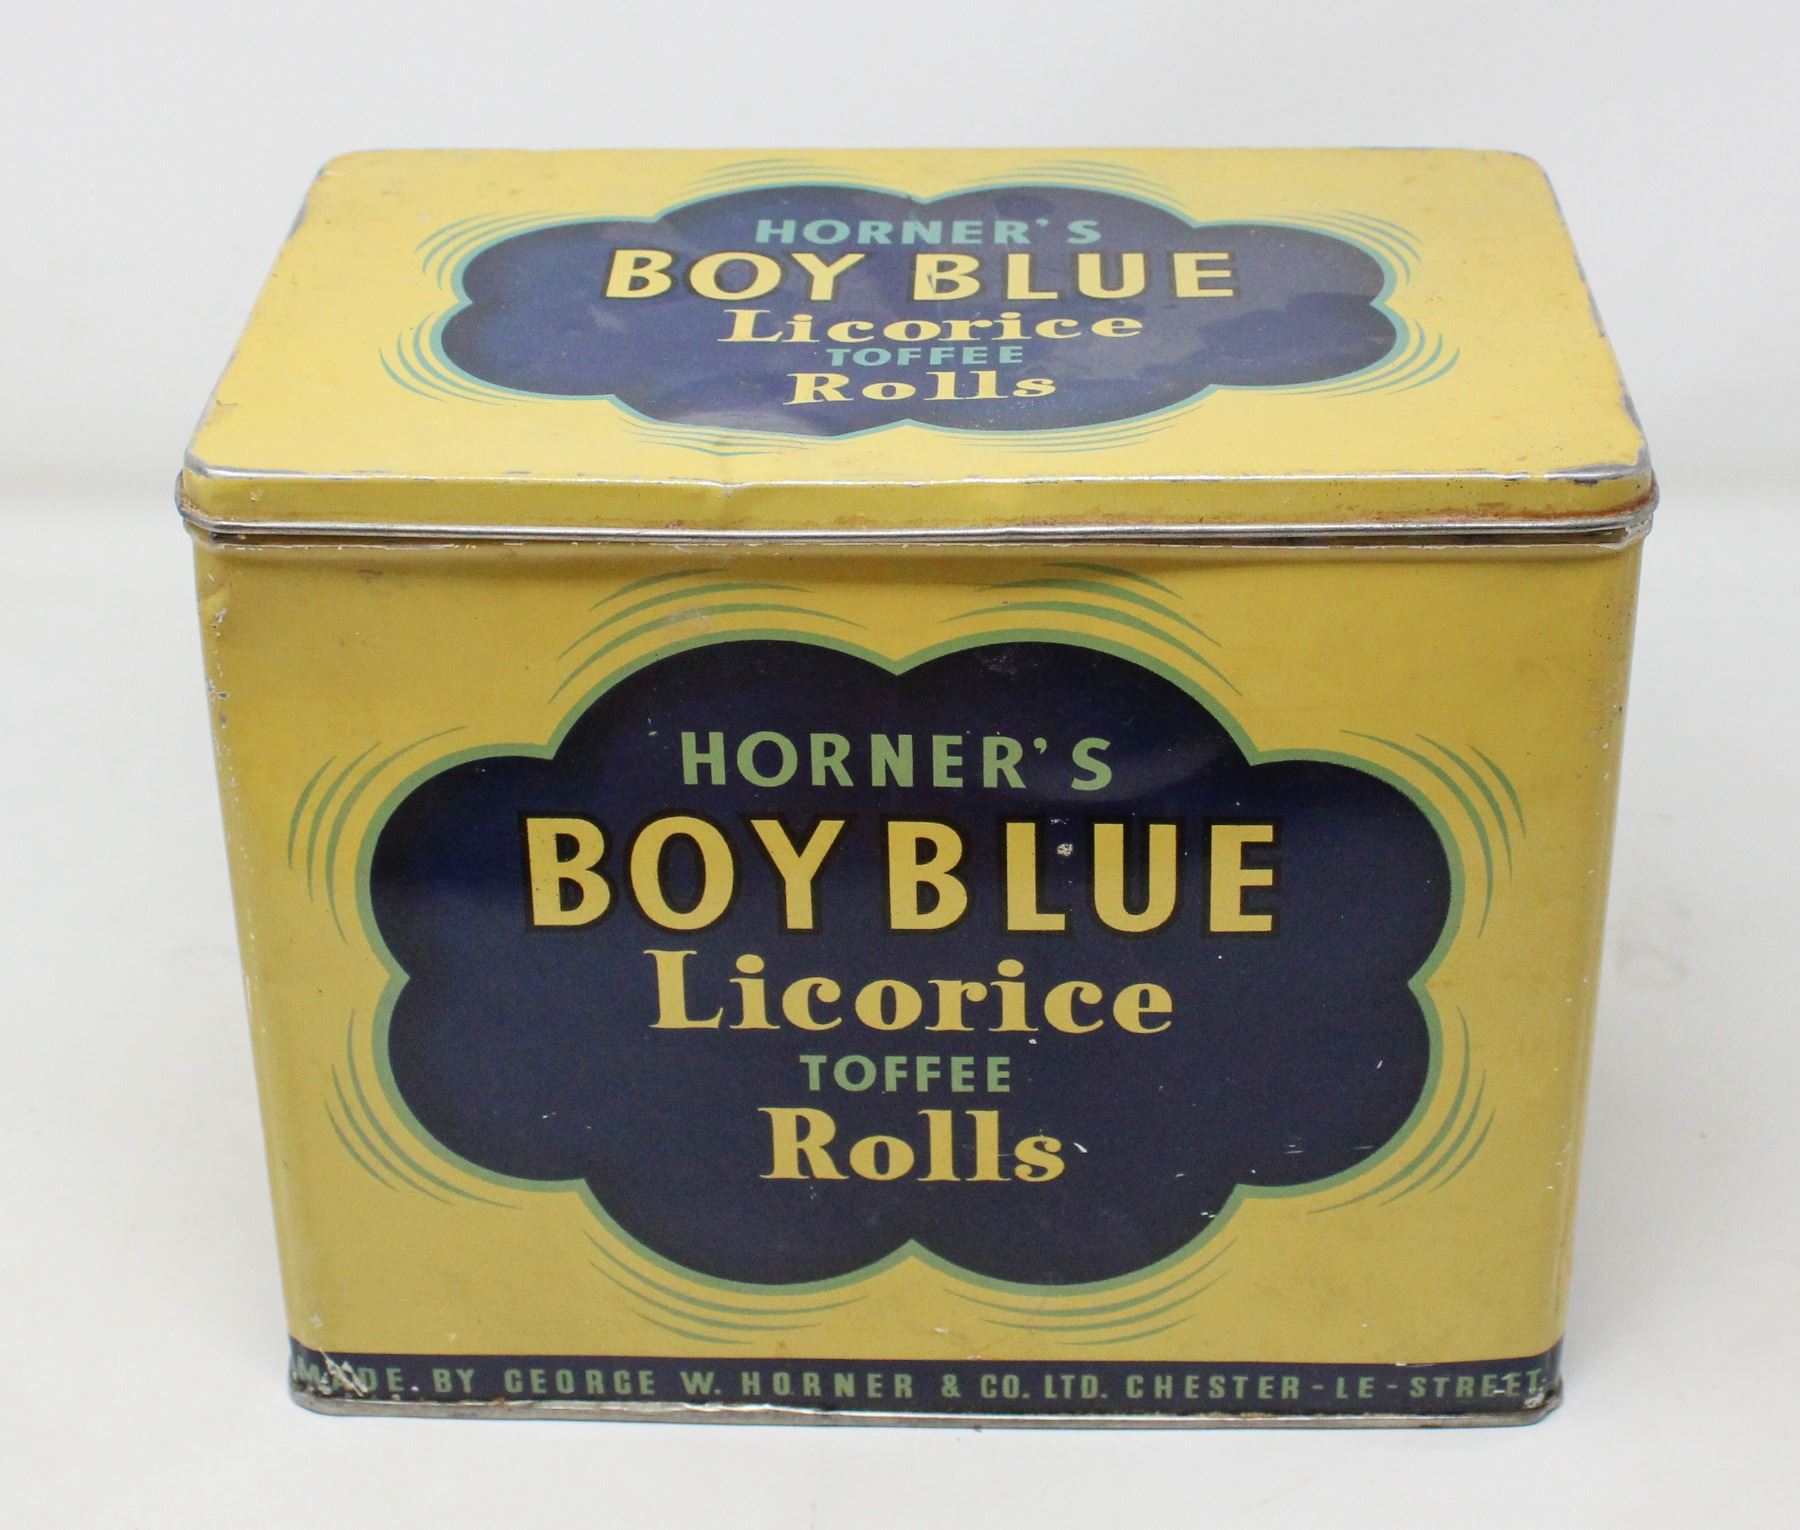 HORNER'S
BOY BLUE
Licorice
TOFFEE
Rolls
HORNER'S
BOY BLUE
Licorice
TOFFEE
Rolls
MADE. BY GEORGE W. HORNER & CO. LTD. CHESTER-LE-STREET.